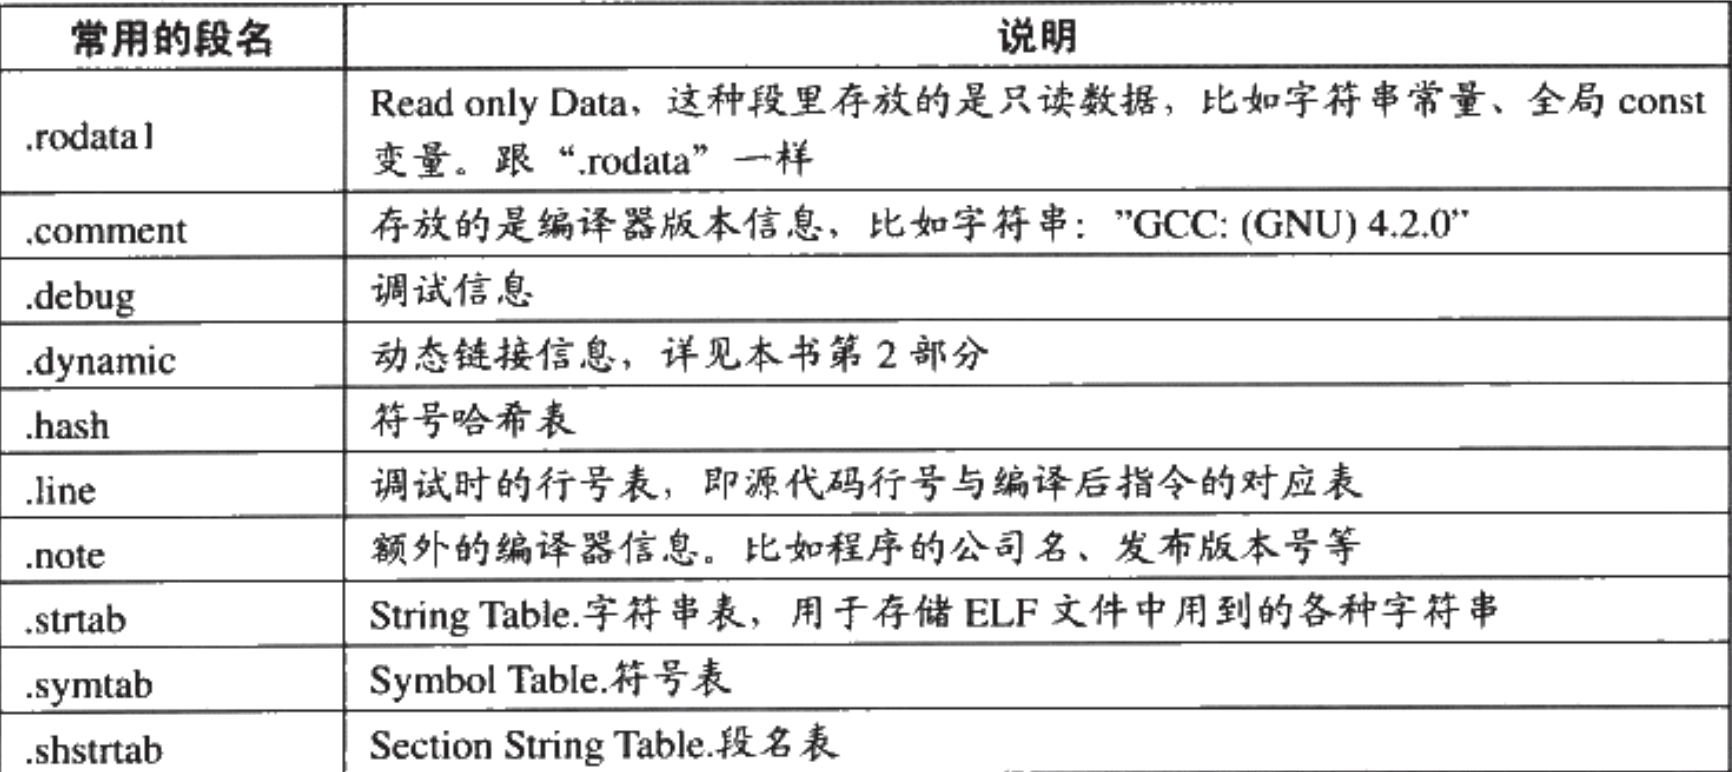 常用的段名 说明
.rodata1 Read only Data，这种段里存放的是只读数据，比如字符串常量、全局 const
变量。跟“.rodata”一样
.comment 存放的是编译器版本信息，比如字符串：”GCC: (GNU) 4.2.0”
.debug 调试信息
.dynamic 动态链接信息，详见本书第 2 部分
.hash 符号哈希表
.line 调试时的行号表，即源代码行号与编译后指令的对应表
.note 额外的编译器信息。比如程序的公司名、发布版本号等
.strtab String Table.字符串表，用于存储 ELF 文件中用到的各种字符串
.symtab Symbol Table.符号表
.shstrtab Section String Table.段名表